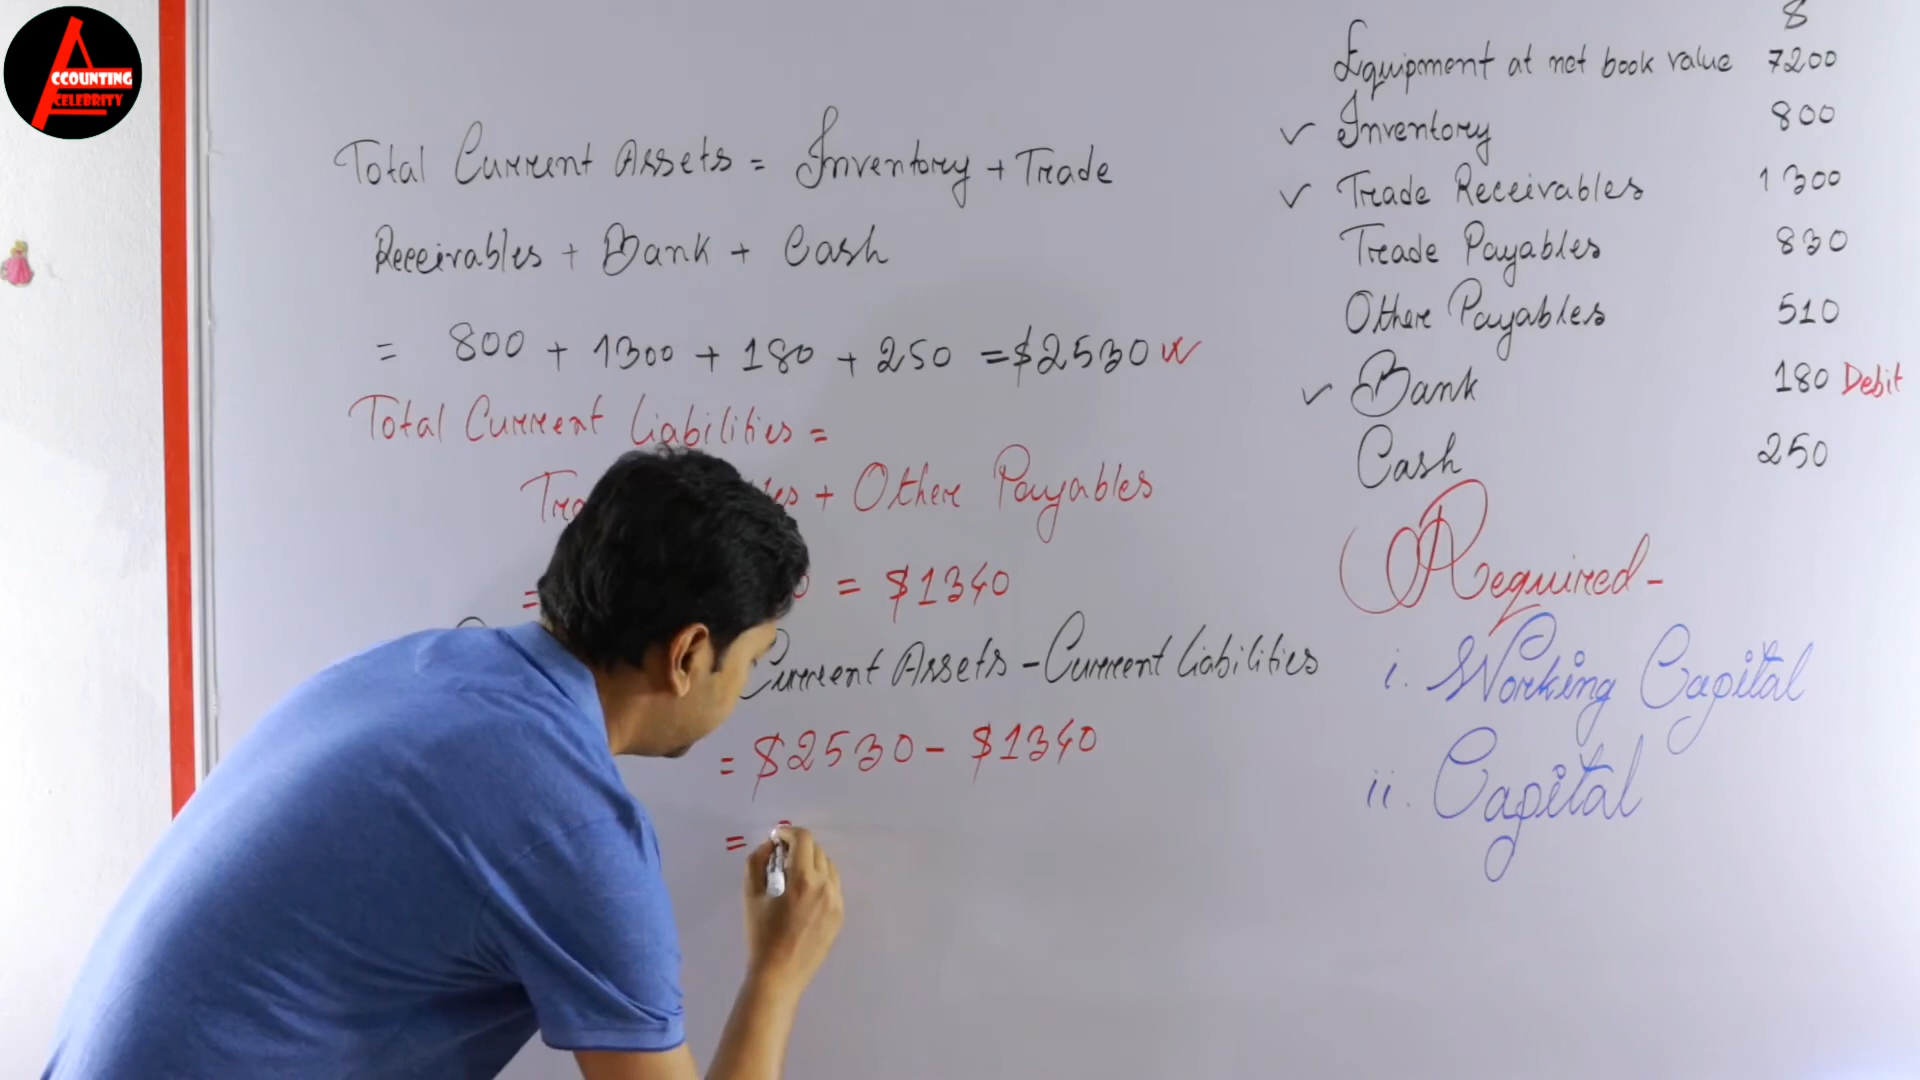 ACCOUNTING
CELEBRITY
Total Current Assets = Inventory + Trade
Receivables + Bank + Cash
= 800 + 1300 + 180 + 250 = $2530
Total Current Liabilities =
+ Other Payables
= = $1340
Current Assets - Current Liabilities
= $2530 - $1340
=
$
Equipment at net book value 7200
✓ Inventory 800
✓ Trade Receivables 1300
Trade Payables 830
Other Payables 510
✓ Bank 180 Debit
Cash 250
Required-
i. Working Capital
ii. Capital